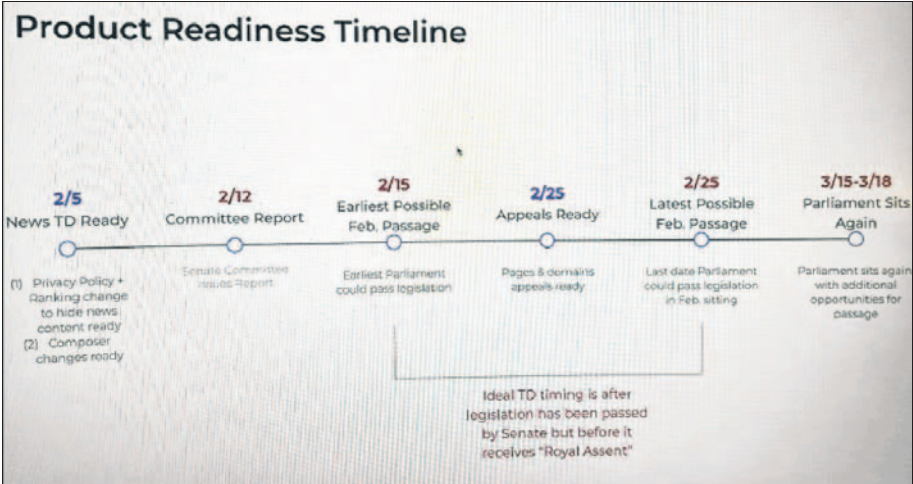 Product Readiness Timeline
2/5
News TD Ready
(1) Privacy Policy +
Ranking change
to hide news
content ready
(2) Composer
changes ready
2/12
Committee Report
Senate Committee
Issues Report
2/15
Earliest Possible
Feb. Passage
Earliest Parliament
could pass legislation
2/25
Appeals Ready
Pages & domains
appeals ready
2/25
Latest Possible
Feb. Passage
Last date Parliament
could pass legislation
in Feb. sitting
3/15-3/18
Parliament Sits
Again
Parliament sits again
with additional
opportunities for
passage
Ideal TD timing is after
legislation has been passed
by Senate but before it
receives "Royal Assent"